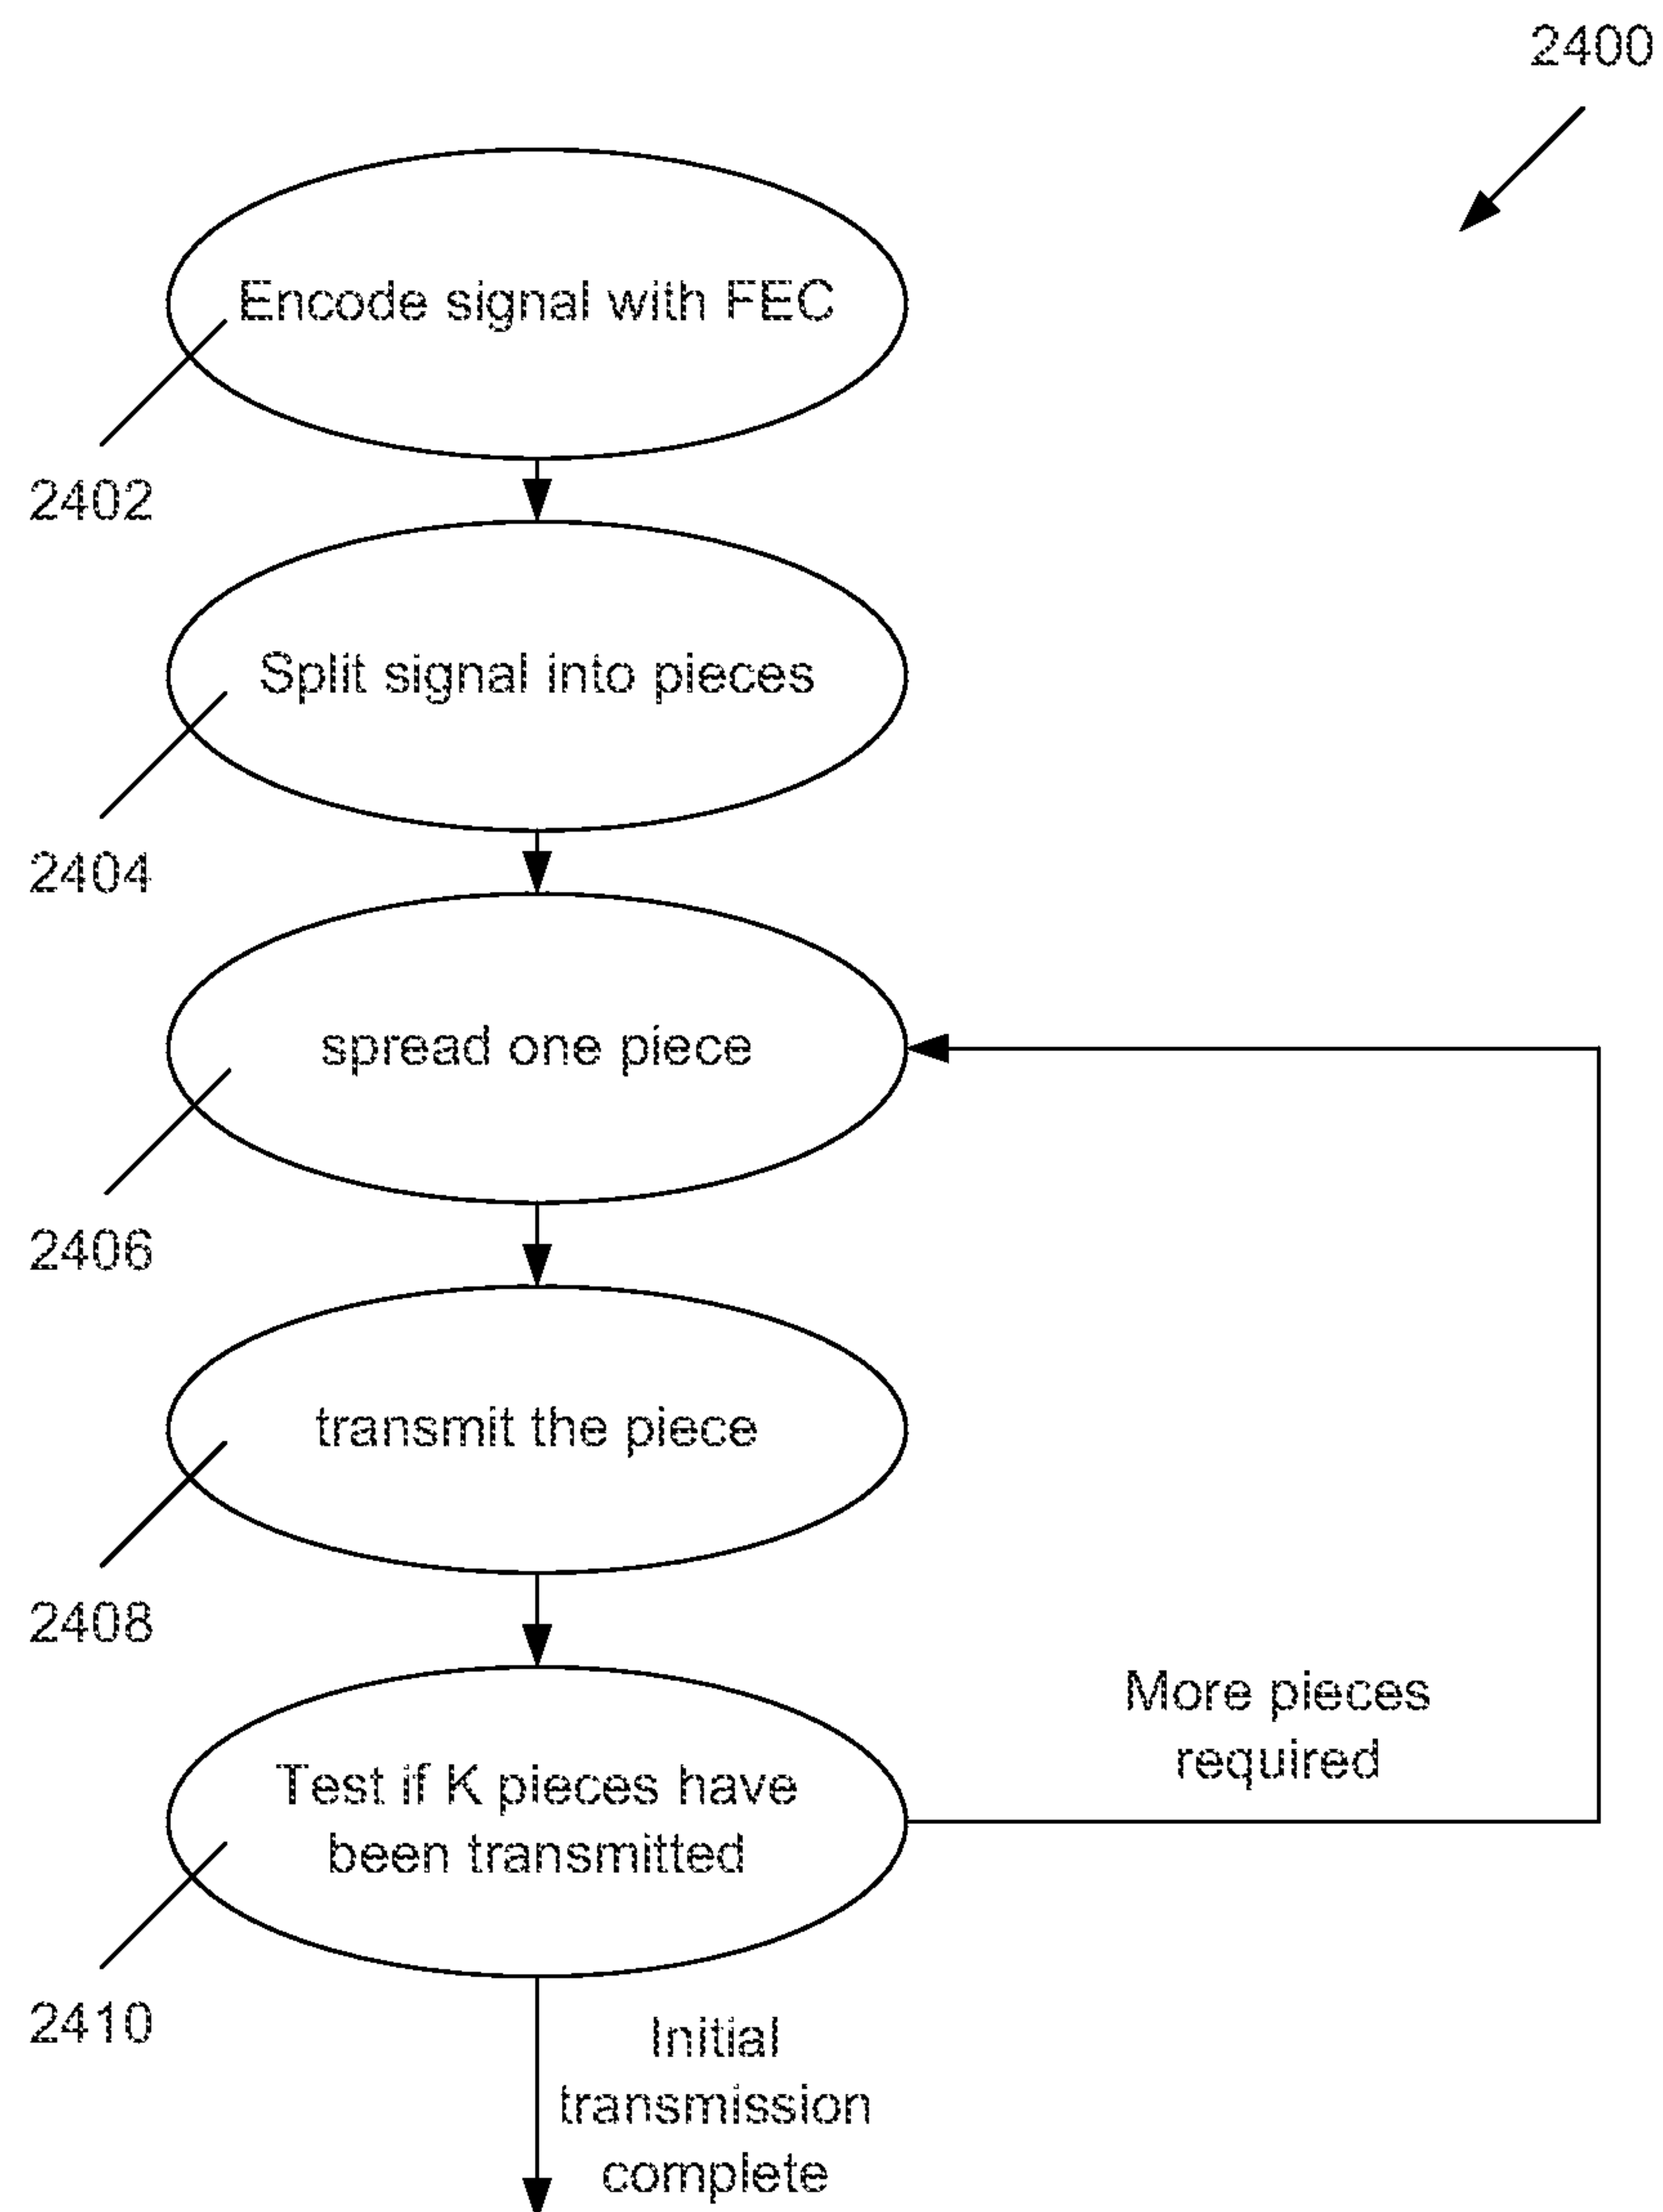 2400
Encode signal with FEC
2402
Split signal into pieces
2404
spread one piece
2406
transmit the piece
2408
More pieces
required
Test if K pieces have
been transmitted
2410
Initial
transmission
complete